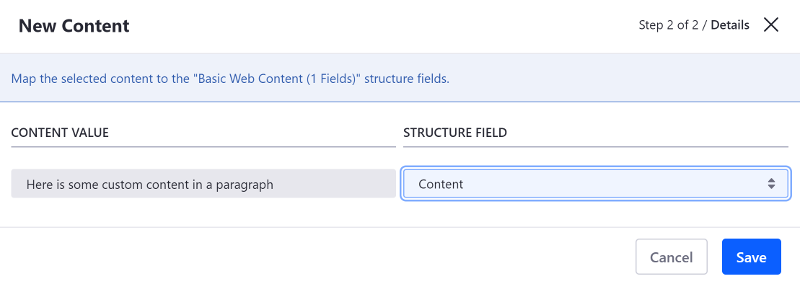 New Content
Step 2 of 2 / Details
Map the selected content to the "Basic Web Content (1 Fields)" structure fields.
CONTENT VALUE
STRUCTURE FIELD
Here is some custom content in a paragraph
Content
Cancel
Save